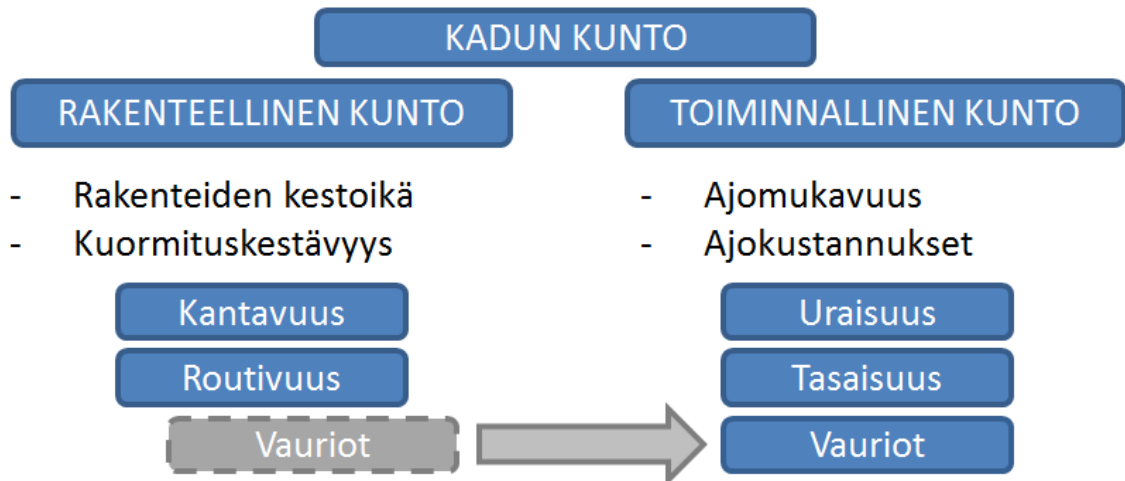 KADUN KUNTO
RAKENTEELLINEN KUNTO
- Rakenteiden kestoikä
- Kuormituskestävyys
Kantavuus
Routivuus
Vauriot
TOIMINNALLINEN KUNTO
- Ajomukavuus
- Ajokustannukset
Uraisuus
Tasaisuus
Vauriot